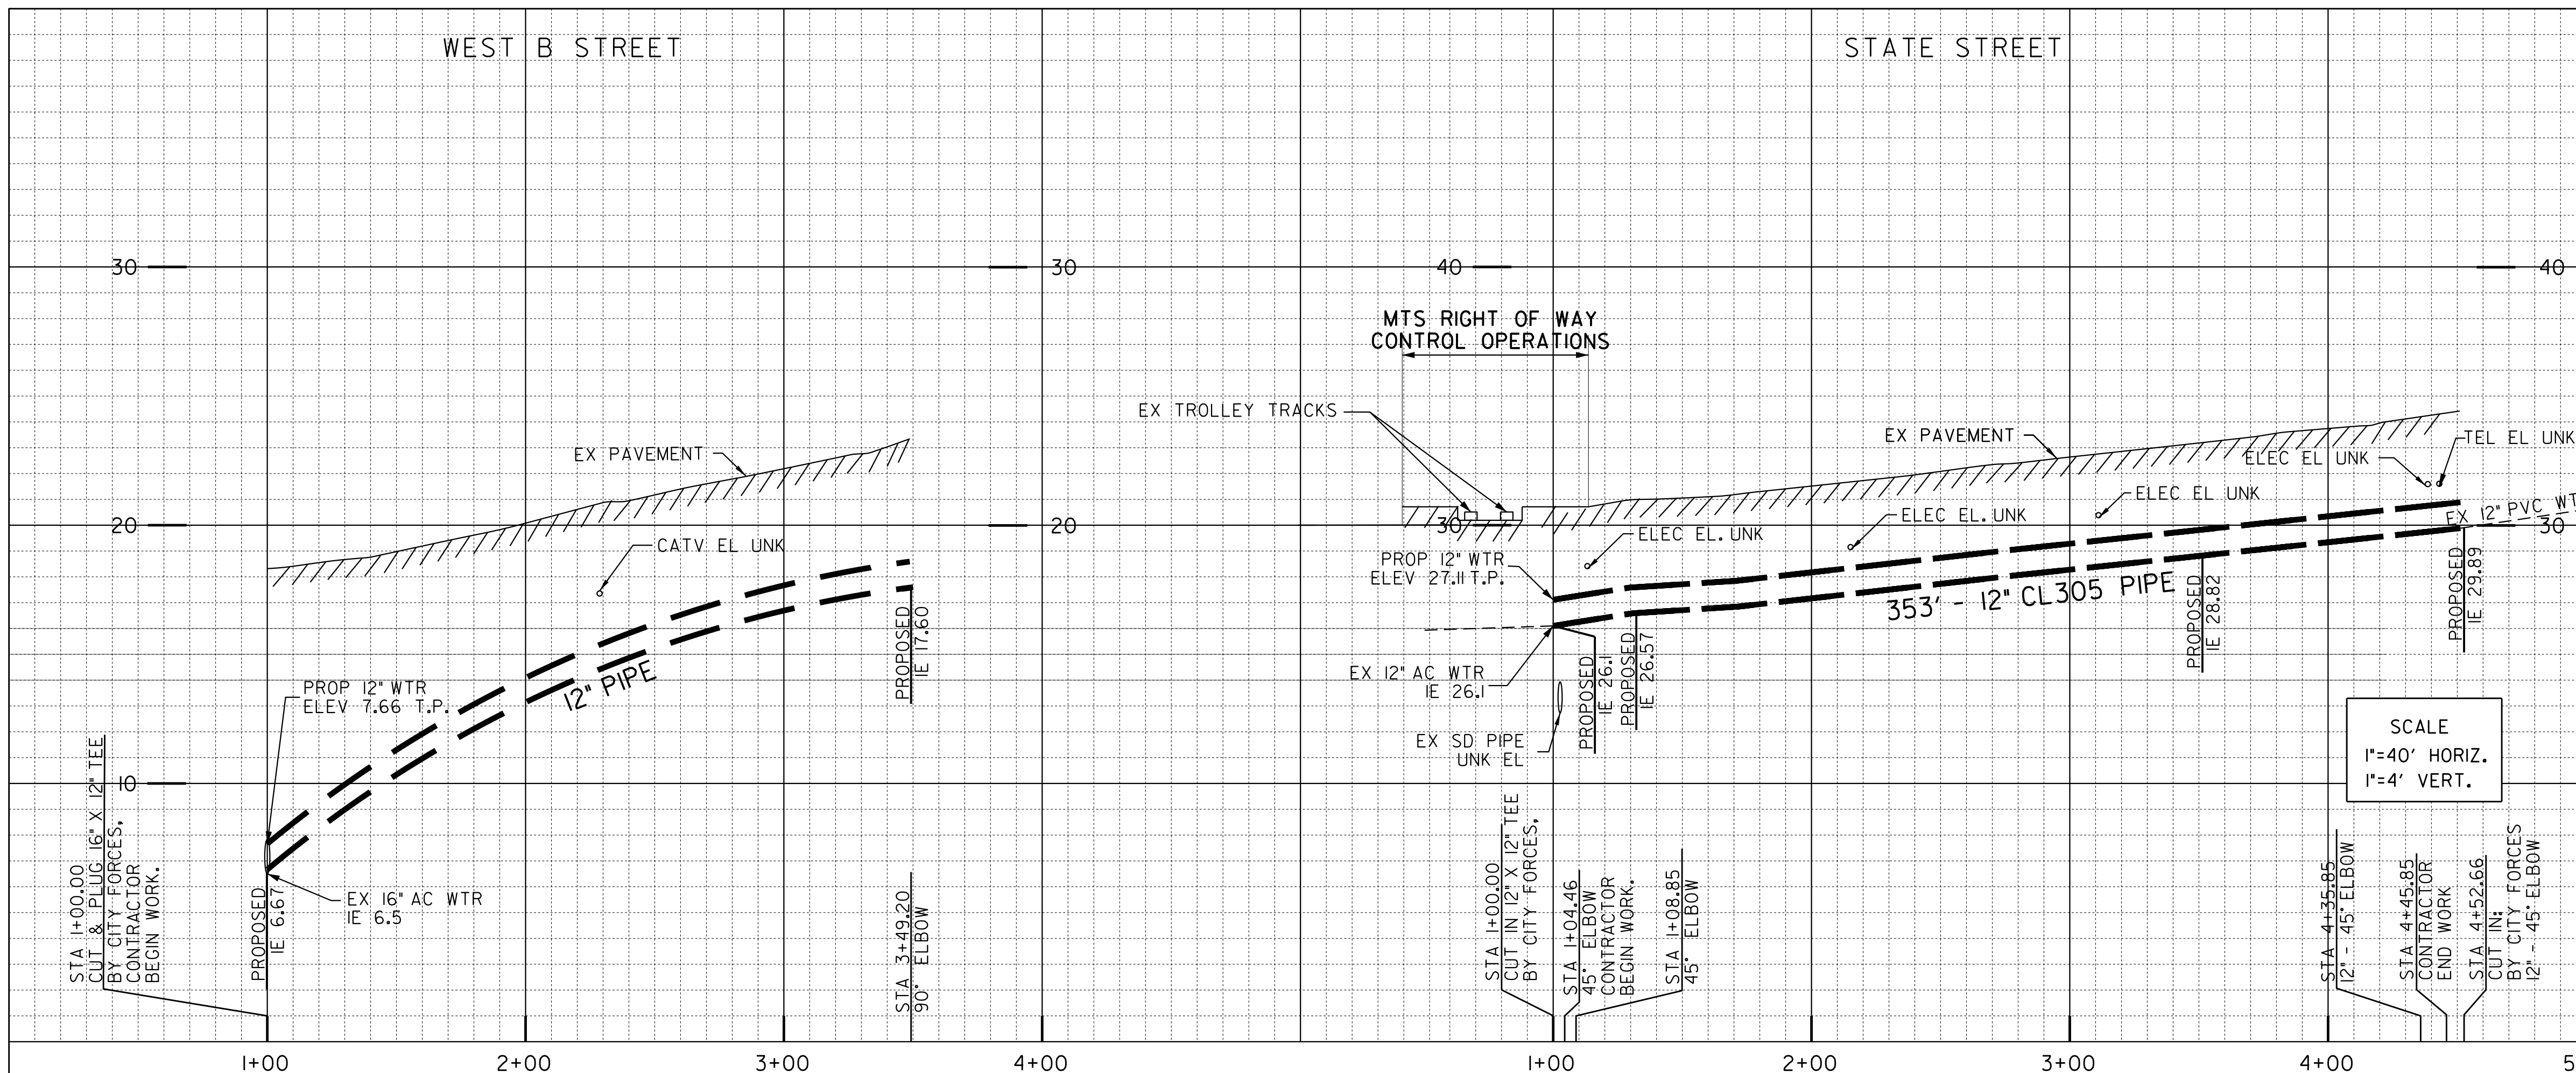 WEST B STREET
STATE STREET
30
30
40
40
MTS RIGHT OF WAY
CONTROL OPERATIONS
EX TROLLEY TRACKS
EX PAVEMENT
EX PAVEMENT
TEL EL UNK
ELEC EL UNK
ELEC EL UNK
ELEC EL. UNK
ELEC EL. UNK
20
20
30
30
EX 12" PVC WT
CATV EL UNK
PROP 12" WTR
ELEV 27.11 T.P.
353' - 12" CL305 PIPE
12" PIPE
PROPOSED
IE 17.60
EX 12" AC WTR
IE 26.1
PROPOSED
IE 26.1
PROPOSED
IE 26.57
PROPOSED
IE 28.82
PROPOSED
IE 29.89
PROP 12" WTR
ELEV 7.66 T.P.
EX SD PIPE
UNK EL
SCALE
1"=40' HORIZ.
1"=4' VERT.
10
STA 1+00.00
CUT & PLUG 16" X 12" TEE
BY CITY FORCES,
CONTRACTOR
BEGIN WORK.
PROPOSED
IE 6.67
EX 16" AC WTR
IE 6.5
STA 3+49.20
90° ELBOW
STA 1+00.00
CUT IN 12" X 12" TEE
BY CITY FORCES,
STA 1+04.46
45° ELBOW
CONTRACTOR
BEGIN WORK.
STA 1+08.85
45° ELBOW
STA 4+35.85
12" - 45° ELBOW
STA 4+45.85
CONTRACTOR
END WORK
STA 4+52.66
CUT IN:
BY CITY FORCES
12" - 45° ELBOW
1+00
2+00
3+00
4+00
1+00
2+00
3+00
4+00
5